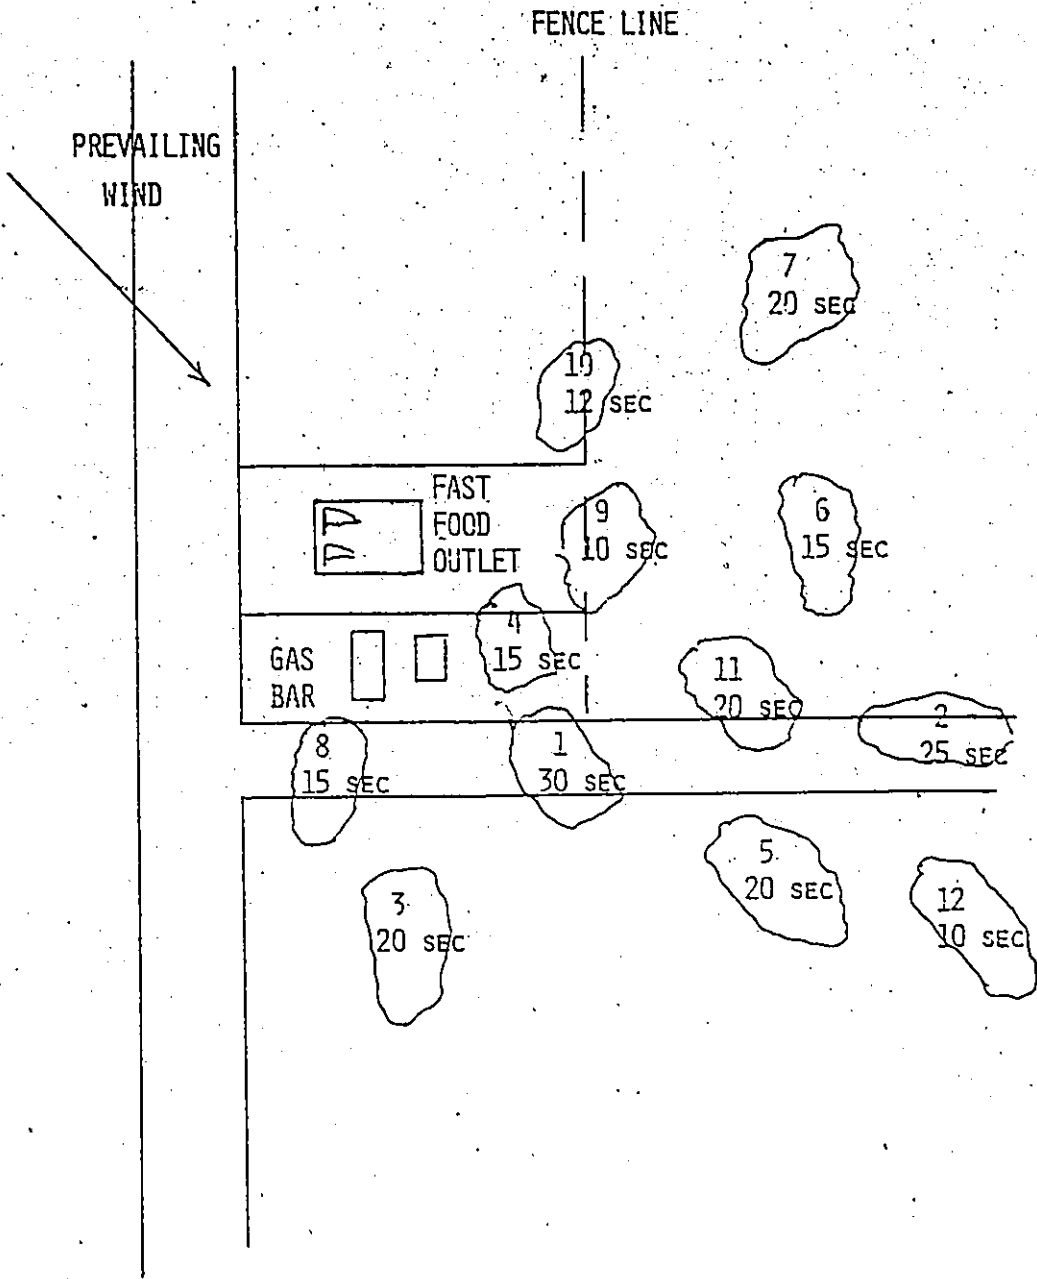 FENCE LINE
PREVAILING
WIND
7
20 SEC
10
12 SEC
FAST
FOOD
OUTLET
9
10 SEC
6
15 SEC
4
15 SEC
GAS
BAR
11
20 SEC
2
25 SEC
8
15 SEC
1
30 SEC
5
20 SEC
12
10 SEC
3
20 SEC